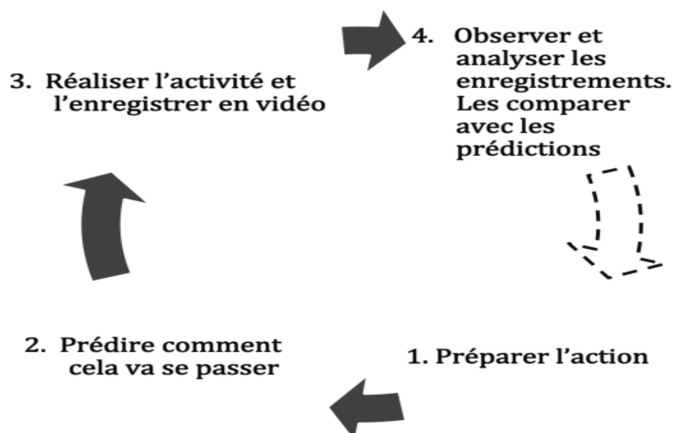 4. Observer et
analyser les
enregistrements.
Les comparer
avec les
prédictions
3. Réaliser l’activité et
l’enregistrer en vidéo
2. Prédire comment
cela va se passer
1. Préparer l’action